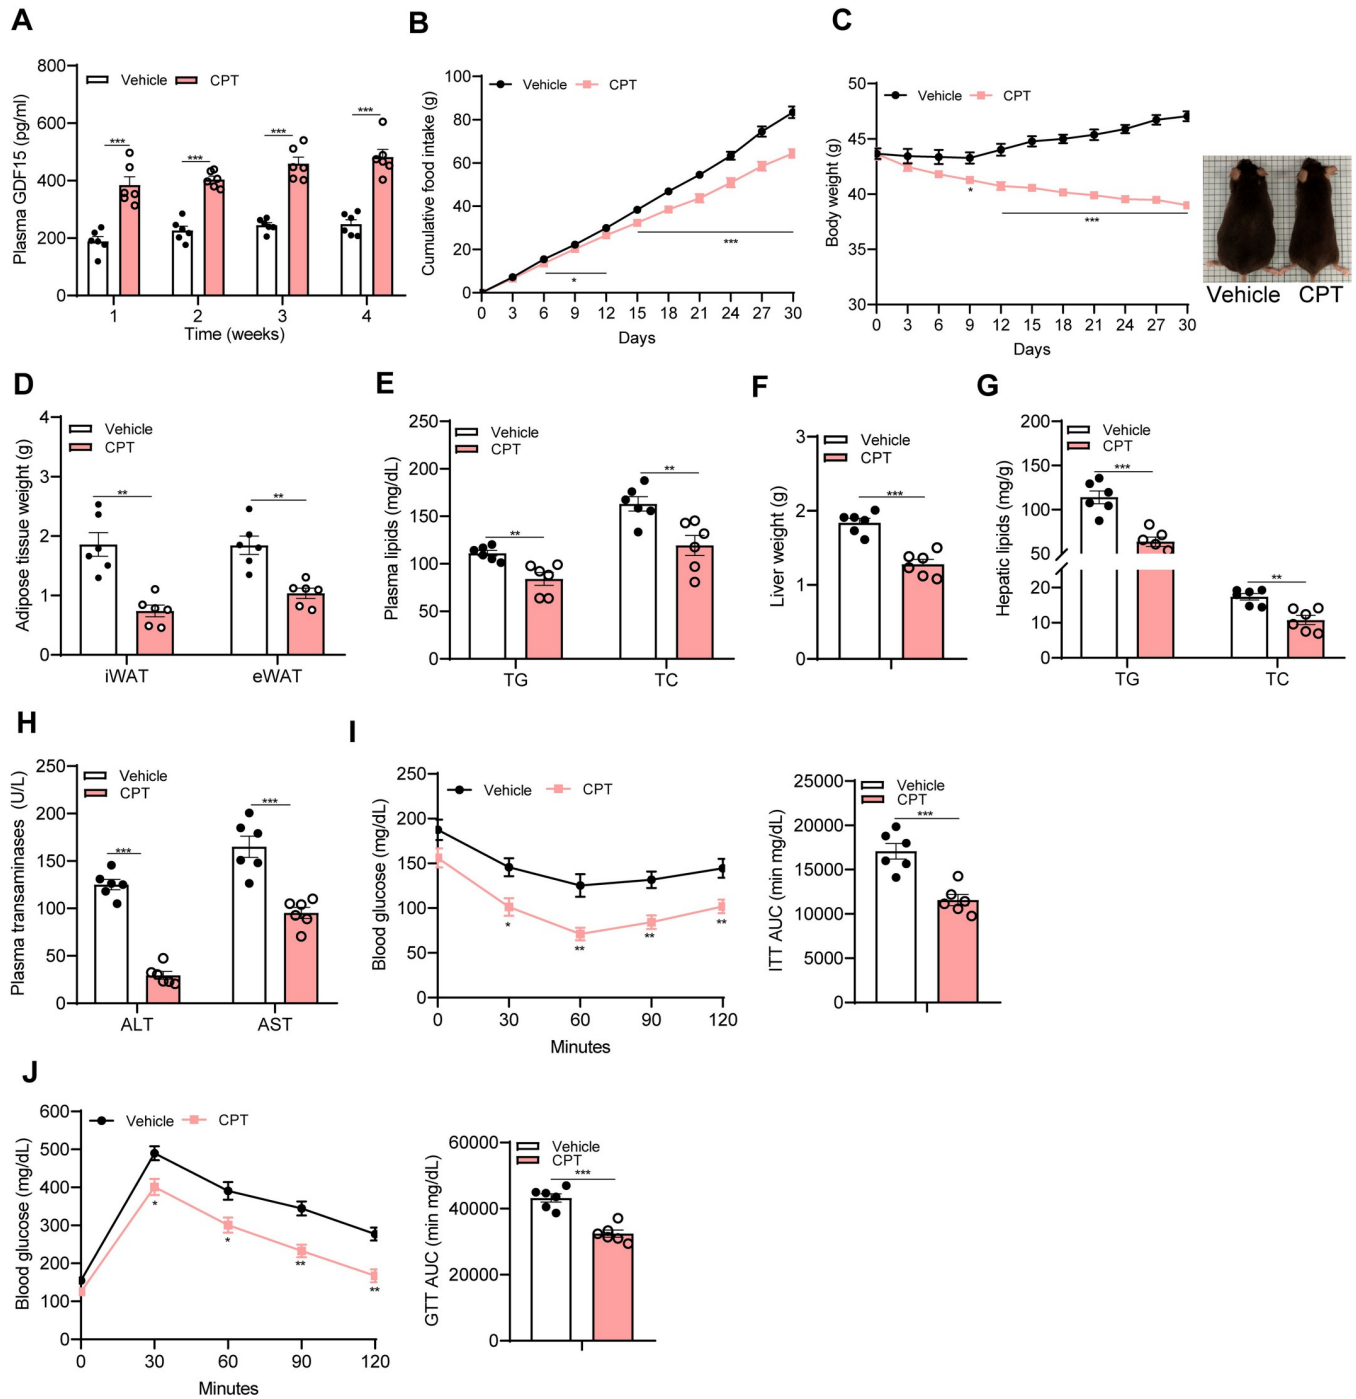 A
Plasma GDF15 (pg/ml)
800
600
400
200
0
Vehicle
CPT
***
***
***
***
1
2
3
4
Time (weeks)
B
Cumulative food intake (g)
100
80
60
40
20
0
Vehicle
CPT
*
***
0
3
6
9
12
15
18
21
24
27
30
Days
C
Body weight (g)
50
45
40
35
30
Vehicle
CPT
*
***
0
3
6
9
12
15
18
21
24
27
30
Days
Vehicle
CPT
D
Adipose tissue weight (g)
4
3
2
1
0
Vehicle
CPT
**
**
iWAT
eWAT
E
Plasma lipids (mg/dL)
250
200
150
100
50
0
Vehicle
CPT
**
**
TG
TC
F
Liver weight (g)
3
2
1
0
Vehicle
CPT
***
G
Hepatic lipids (mg/g)
200
150
100
50
20
10
0
Vehicle
CPT
***
**
TG
TC
H
Plasma transaminases (U/L)
250
200
150
100
50
0
Vehicle
CPT
***
***
ALT
AST
I
Blood glucose (mg/dL)
250
200
150
100
50
0
Vehicle
CPT
*
**
**
**
0
30
60
90
120
Minutes
ITT AUC (min mg/dL)
25000
20000
15000
10000
5000
0
Vehicle
CPT
***
J
Blood glucose (mg/dL)
600
500
400
300
200
100
0
Vehicle
CPT
*
*
**
**
0
30
60
90
120
Minutes
GTT AUC (min mg/dL)
60000
40000
20000
0
Vehicle
CPT
***